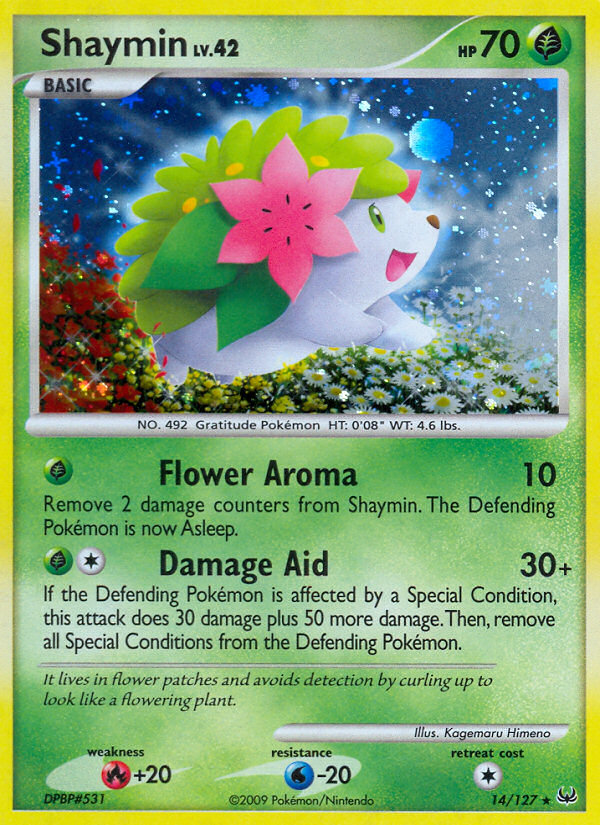 Shaymin LV.42
HP 70
BASIC
NO. 492 Gratitude Pokémon HT: 0'08" WT: 4.6 lbs.
Flower Aroma 10
Remove 2 damage counters from Shaymin. The Defending
Pokémon is now Asleep.
Damage Aid 30+
If the Defending Pokémon is affected by a Special Condition,
this attack does 30 damage plus 50 more damage. Then, remove
all Special Conditions from the Defending Pokémon.
It lives in flower patches and avoids detection by curling up to
look like a flowering plant.
Illus. Kagemaru Himeno
weakness resistance retreat cost
+20 -20
DPBP#531 ©2009 Pokémon/Nintendo 14/127 ★